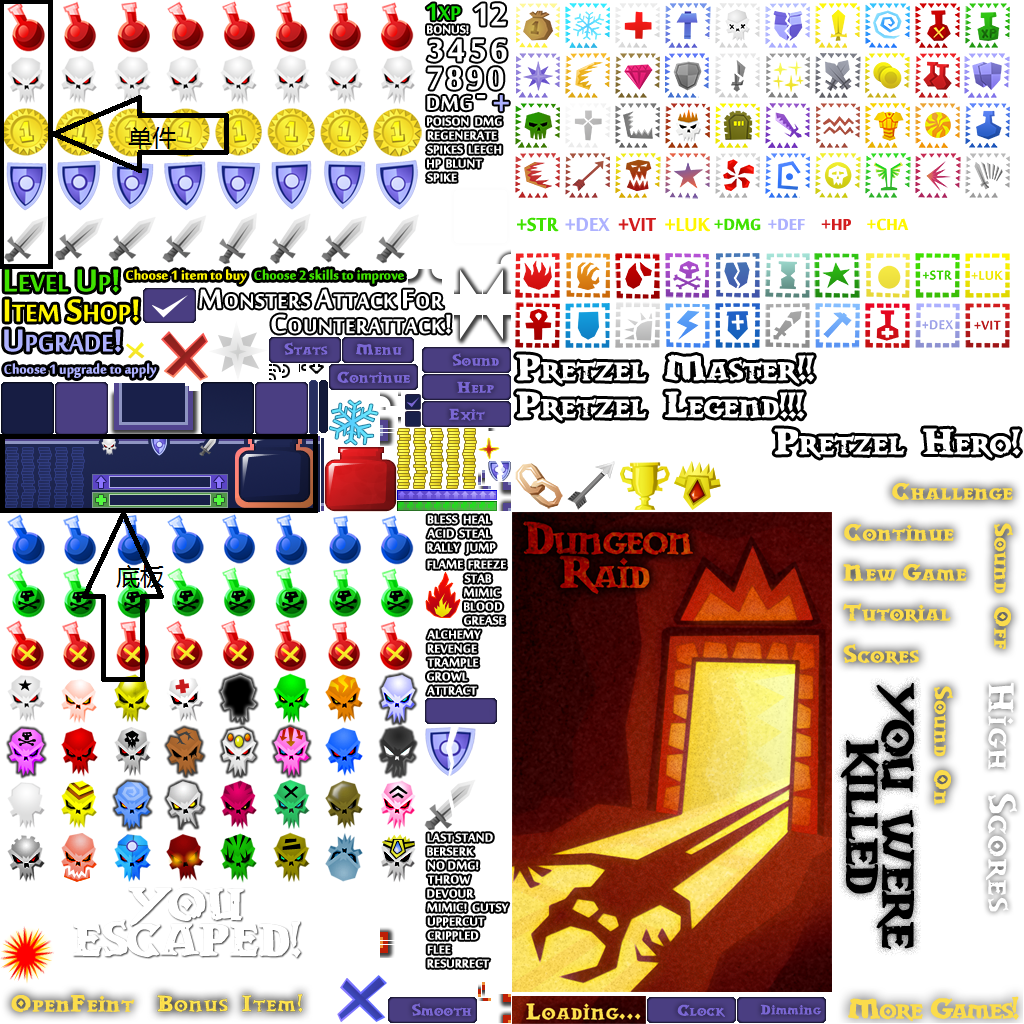 1XP 12
BONUS!
3456
7890
DMG - +
POISON DMG
REGENERATE
SPIKES LEECH
HP BLUNT
SPIKE
单件
XP
+STR +DEX +VIT +LUK +DMG +DEF +HP +CHA
+STR +LUK
+DEX +VIT
LEVEL UP! Choose 1 item to buy Choose 2 skills to improve
ITEM SHOP! MONSTERS ATTACK FOR
COUNTERATTACK!
UPGRADE!
Choose 1 upgrade to apply
STATS MENU
CONTINUE
SOUND
HELP
EXIT
PRETZEL MASTER!!
PRETZEL LEGEND!!!
PRETZEL HERO!
底板
BLESS HEAL
ACID STEAL
RALLY JUMP
FLAME FREEZE
STAB
MIMIC
BLOOD
GREASE
ALCHEMY
REVENGE
TRAMPLE
GROWL
ATTRACT
LAST STAND
BERSERK
NO DMG!
THROW
DEVOUR
MIMIC! GUTSY
UPPERCUT
CRIPPLED
FLEE
RESURRECT
YOU
ESCAPED!
OPENFEINT BONUS ITEM!
SMOOTH
DUNGEON
RAID
LOADING...
CLOCK
DIMMING
CHALLENGE
CONTINUE
NEW GAME
TUTORIAL
SCORES
SOUND OFF
SOUND ON
HIGH SCORES
YOU WERE
KILLED
MORE GAMES!